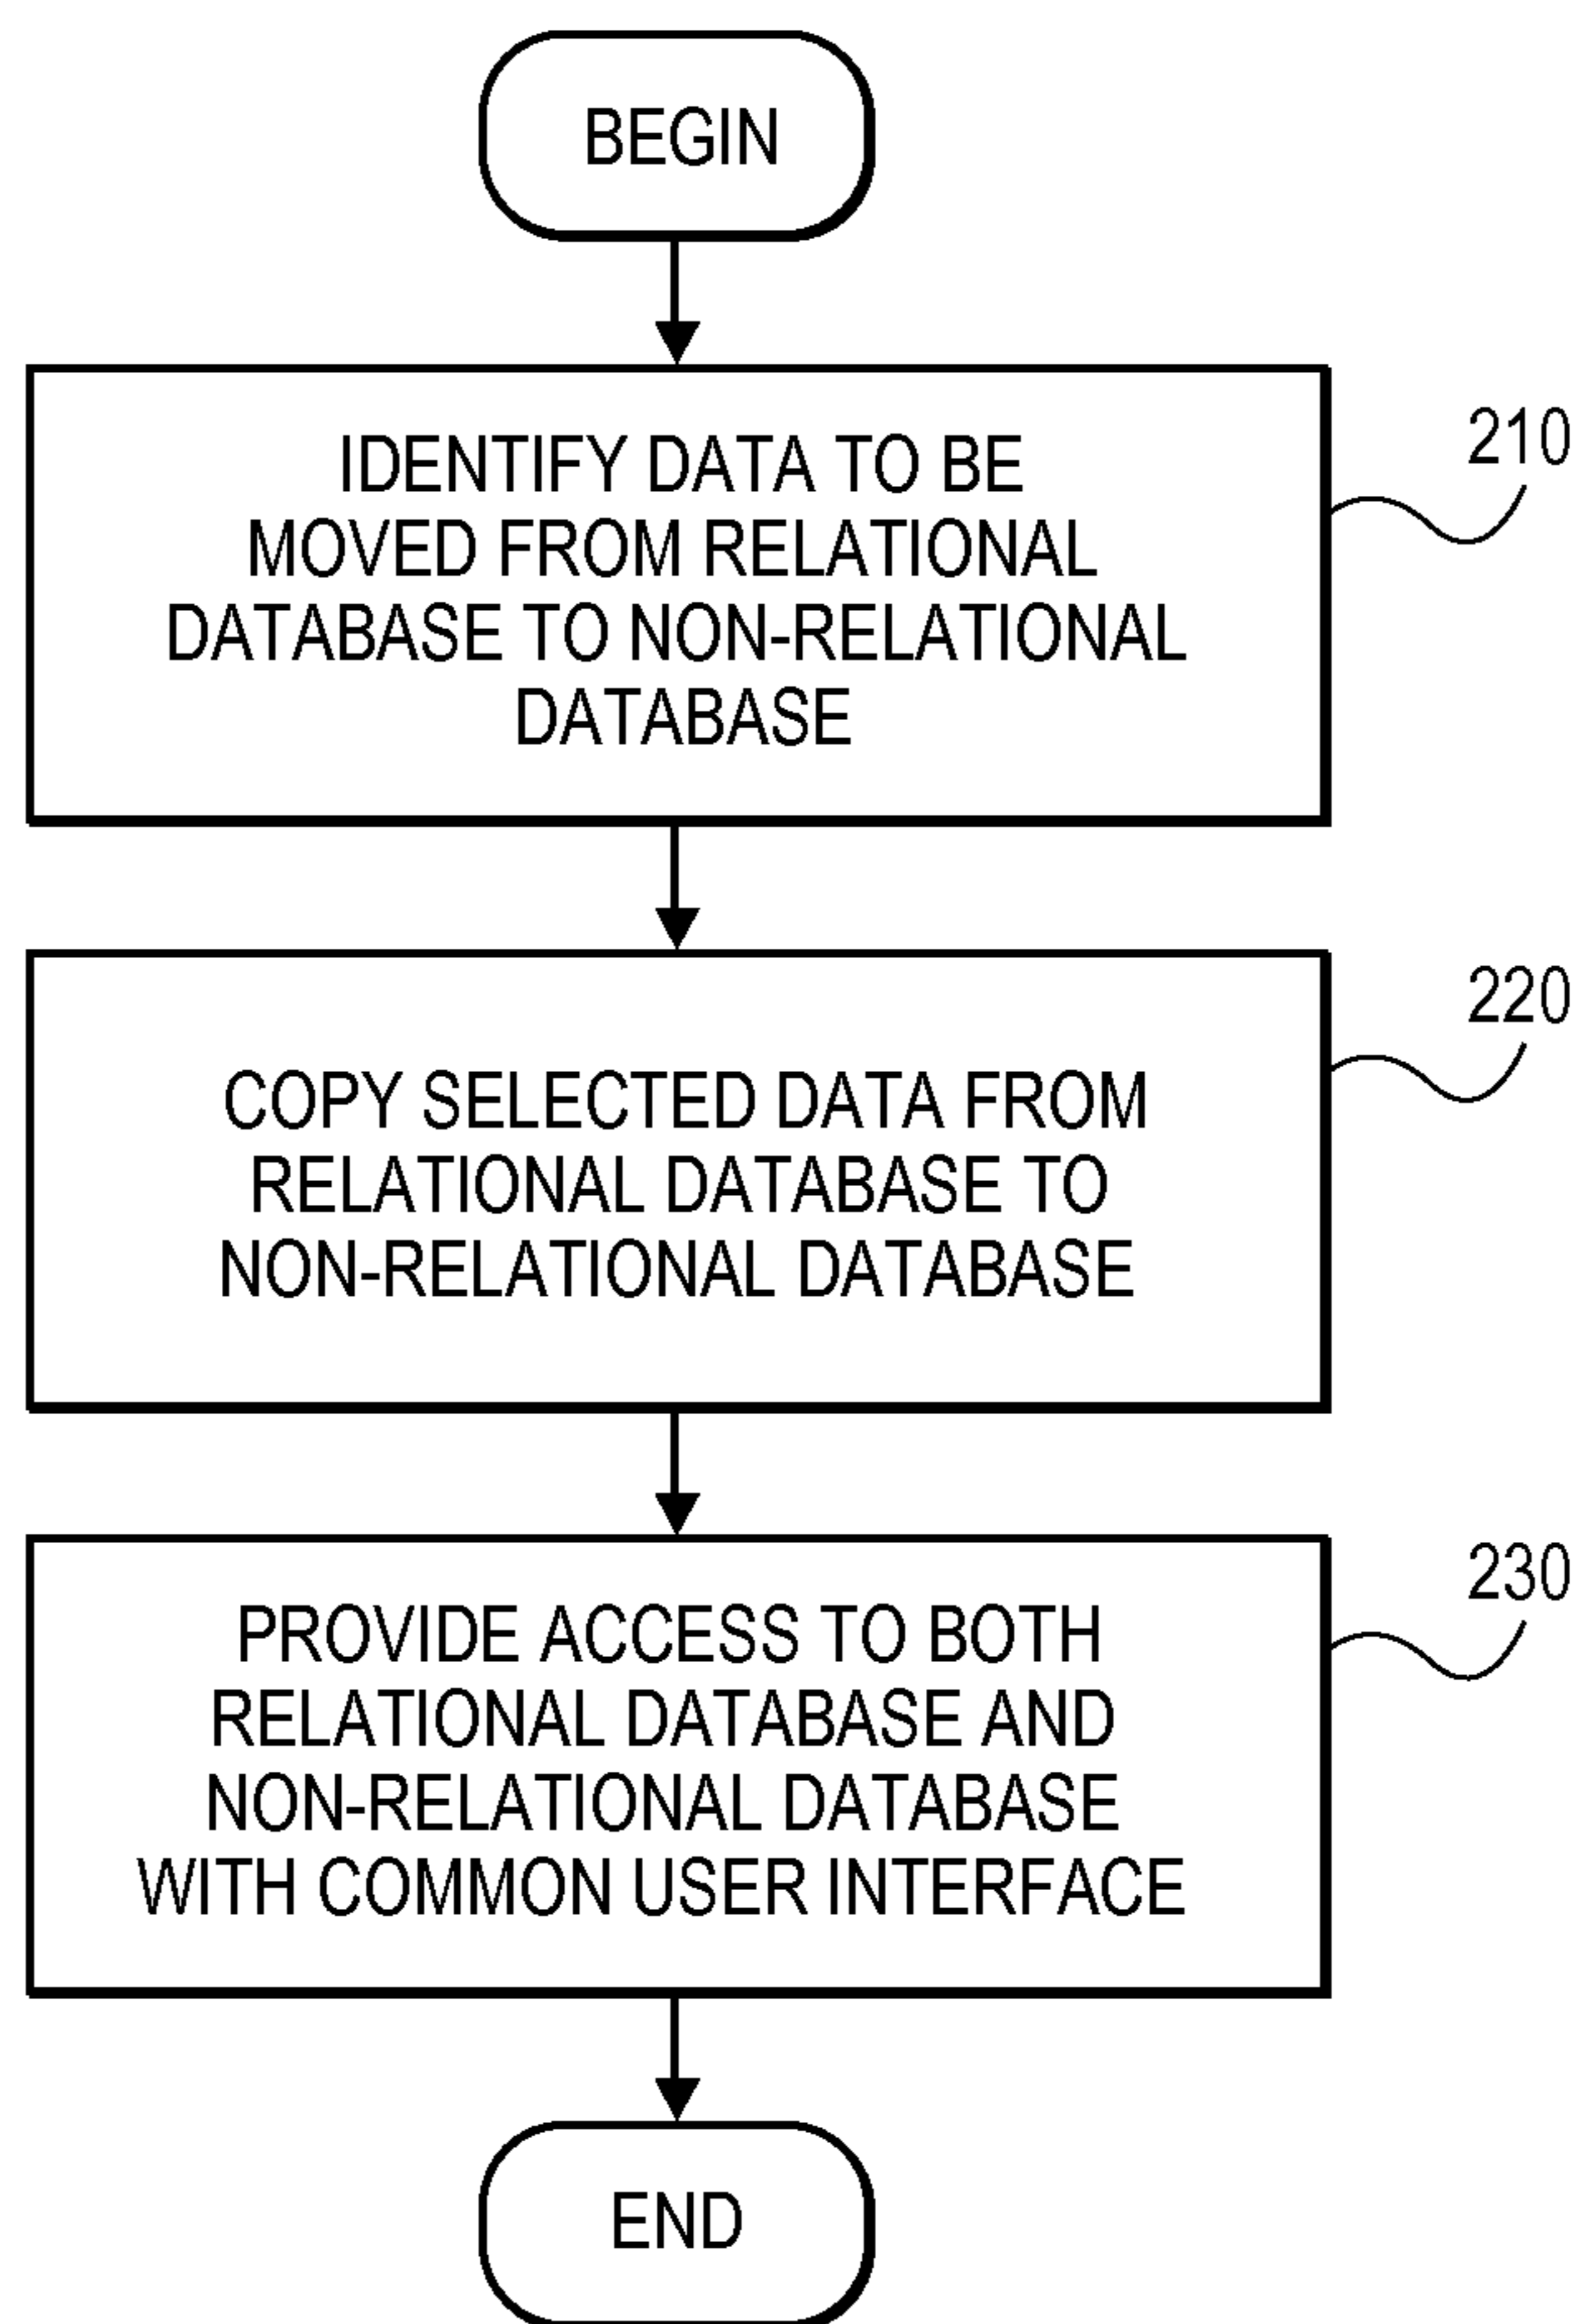 BEGIN
IDENTIFY DATA TO BE
MOVED FROM RELATIONAL
DATABASE TO NON-RELATIONAL
DATABASE
210
COPY SELECTED DATA FROM
RELATIONAL DATABASE TO
NON-RELATIONAL DATABASE
220
PROVIDE ACCESS TO BOTH
RELATIONAL DATABASE AND
NON-RELATIONAL DATABASE
WITH COMMON USER INTERFACE
230
END